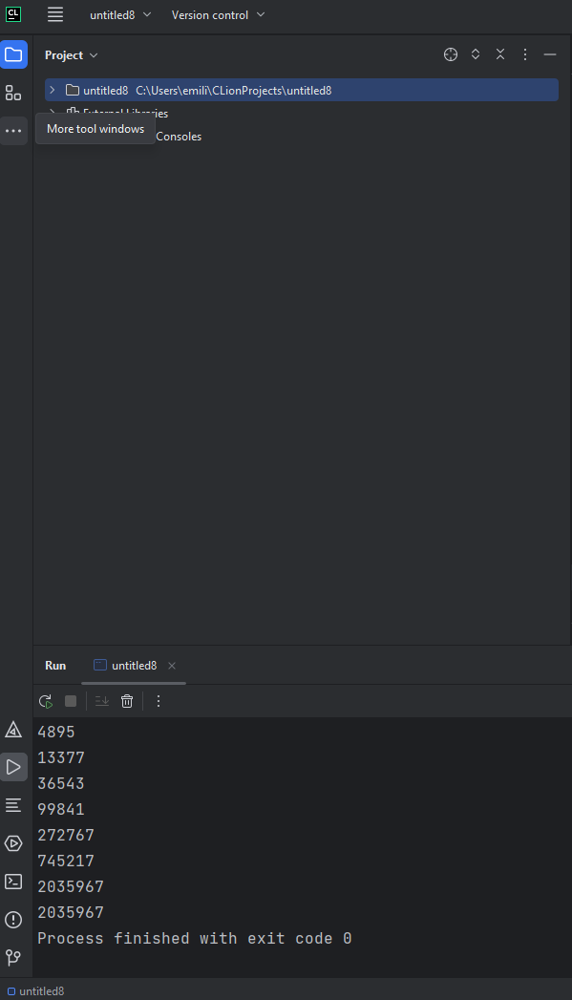 CL untitled8 Version control
Project
untitled8 C:\Users\emili\CLionProjects\untitled8
External Libraries
More tool windows
Consoles
Run untitled8
4895
13377
36543
99841
272767
745217
2035967
2035967
Process finished with exit code 0
untitled8